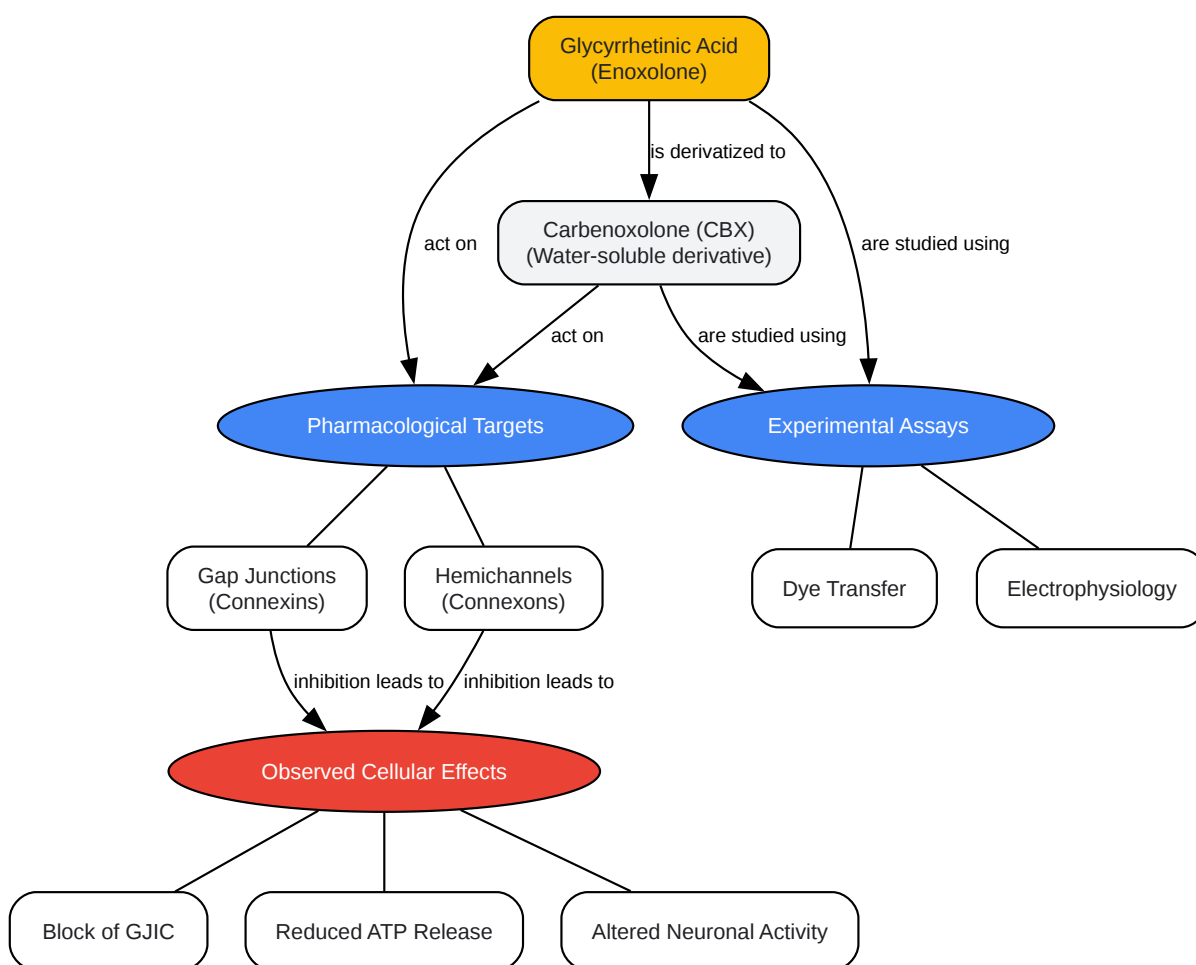 Glycyrrhetinic Acid
(Enoxolone)
is derivatized to
Carbenoxolone (CBX)
(Water-soluble derivative)
act on
are studied using
act on
are studied using
Pharmacological Targets
Experimental Assays
Gap Junctions
(Connexins)
Hemichannels
(Connexons)
Dye Transfer
Electrophysiology
inhibition leads to
inhibition leads to
Observed Cellular Effects
Block of GJIC
Reduced ATP Release
Altered Neuronal Activity